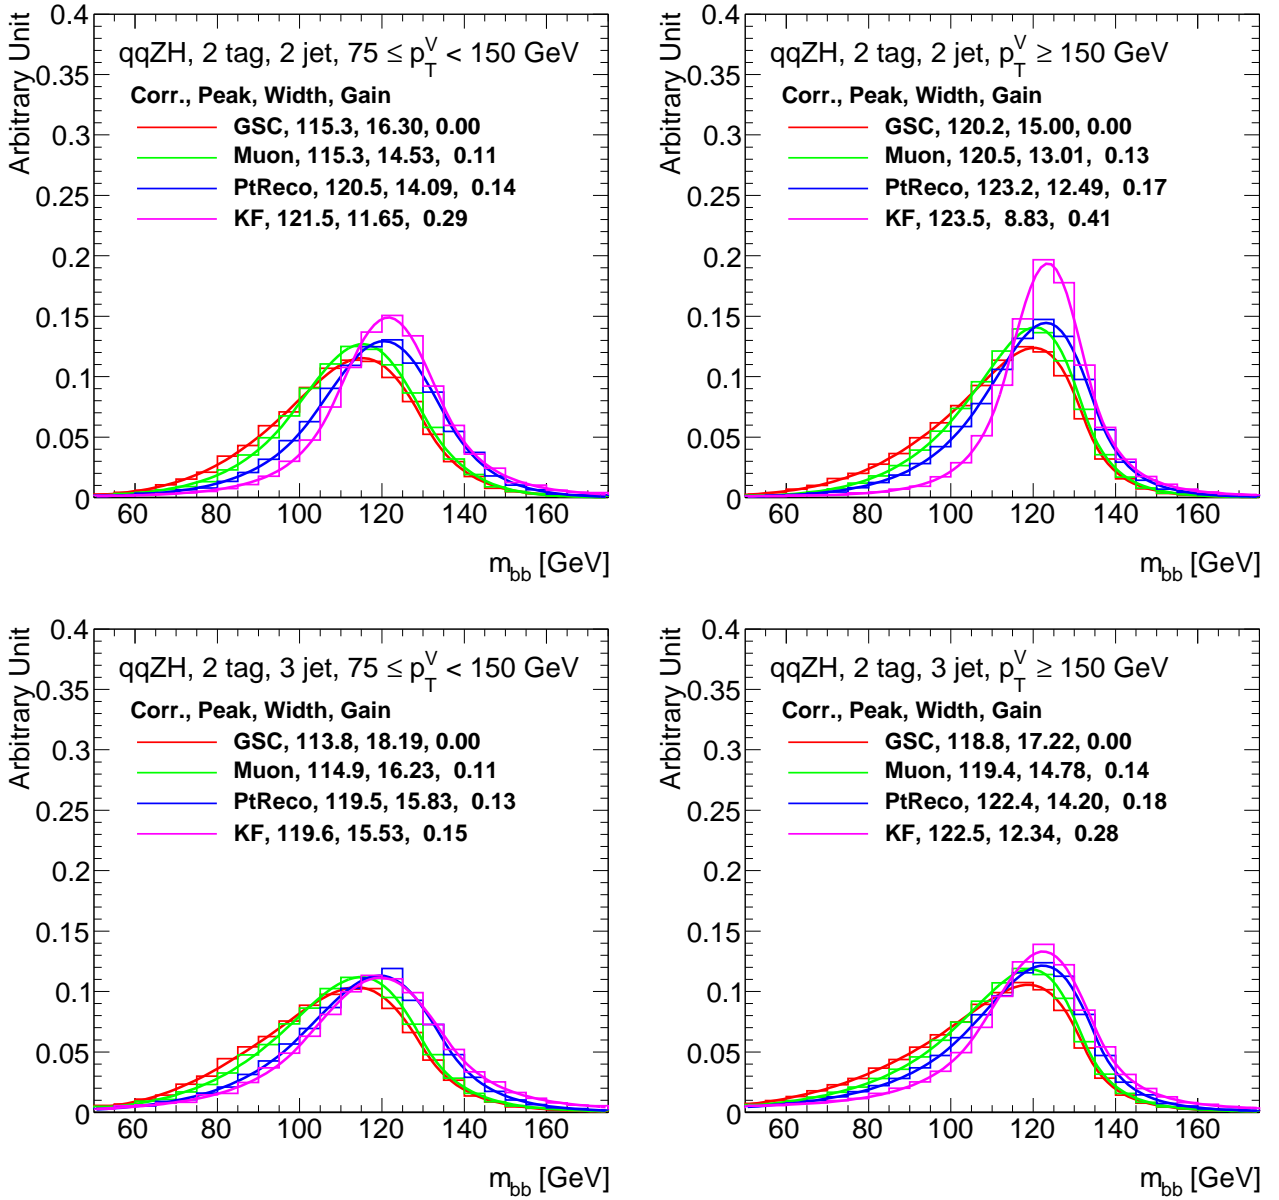 qqZH, 2 tag, 2 jet, 75 ≤ p_T^V < 150 GeV
Corr., Peak, Width, Gain
GSC, 115.3, 16.30, 0.00
Muon, 115.3, 14.53, 0.11
PtReco, 120.5, 14.09, 0.14
KF, 121.5, 11.65, 0.29
Arbitrary Unit
0.4
0.35
0.3
0.25
0.2
0.15
0.1
0.05
0
60 80 100 120 140 160
m_bb [GeV]
qqZH, 2 tag, 2 jet, p_T^V ≥ 150 GeV
Corr., Peak, Width, Gain
GSC, 120.2, 15.00, 0.00
Muon, 120.5, 13.01, 0.13
PtReco, 123.2, 12.49, 0.17
KF, 123.5, 8.83, 0.41
Arbitrary Unit
0.4
0.35
0.3
0.25
0.2
0.15
0.1
0.05
0
60 80 100 120 140 160
m_bb [GeV]
qqZH, 2 tag, 3 jet, 75 ≤ p_T^V < 150 GeV
Corr., Peak, Width, Gain
GSC, 113.8, 18.19, 0.00
Muon, 114.9, 16.23, 0.11
PtReco, 119.5, 15.83, 0.13
KF, 119.6, 15.53, 0.15
Arbitrary Unit
0.4
0.35
0.3
0.25
0.2
0.15
0.1
0.05
0
60 80 100 120 140 160
m_bb [GeV]
qqZH, 2 tag, 3 jet, p_T^V ≥ 150 GeV
Corr., Peak, Width, Gain
GSC, 118.8, 17.22, 0.00
Muon, 119.4, 14.78, 0.14
PtReco, 122.4, 14.20, 0.18
KF, 122.5, 12.34, 0.28
Arbitrary Unit
0.4
0.35
0.3
0.25
0.2
0.15
0.1
0.05
0
60 80 100 120 140 160
m_bb [GeV]